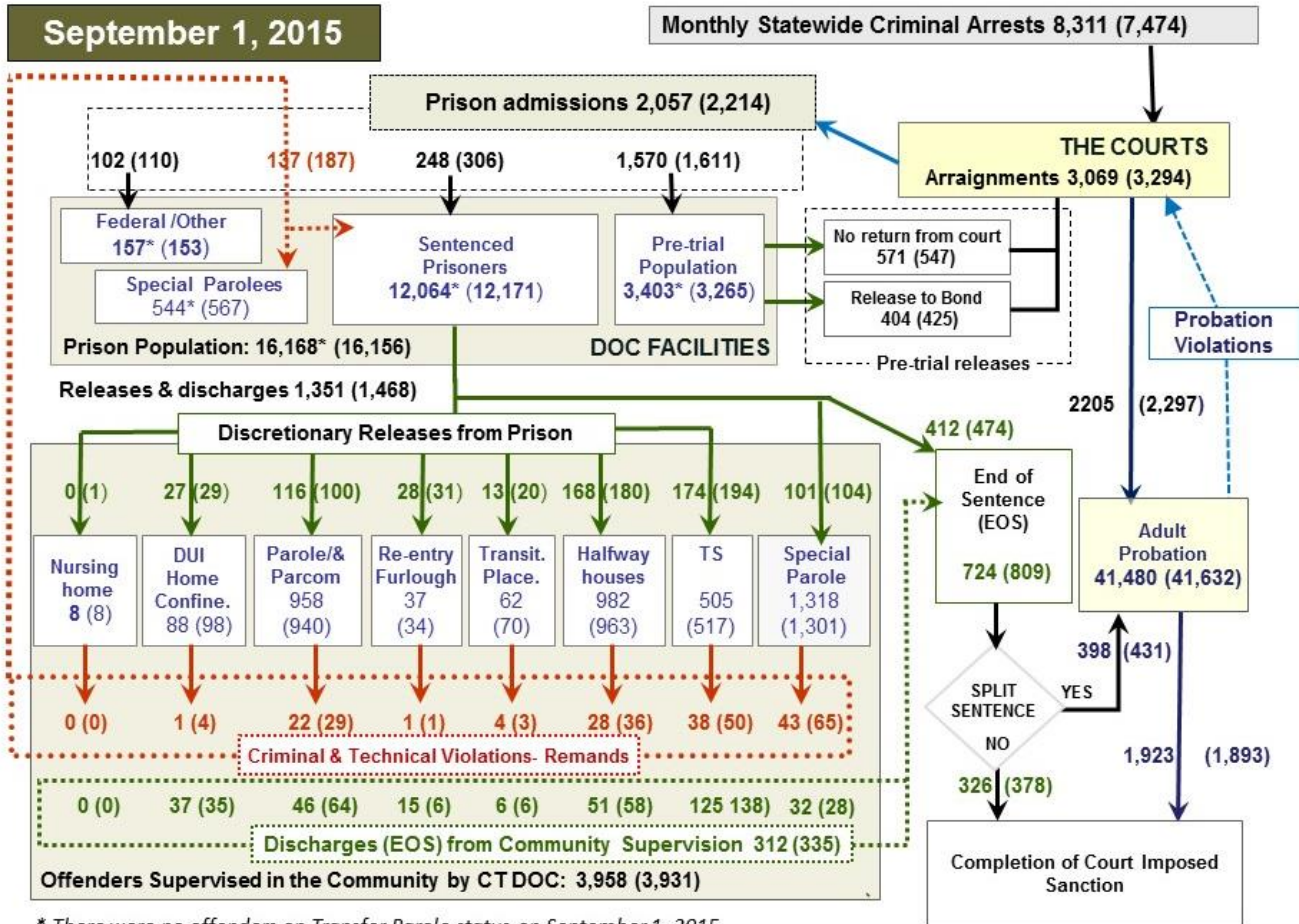 September 1, 2015
Monthly Statewide Criminal Arrests 8,311 (7,474)
Prison admissions 2,057 (2,214)
THE COURTS
Arraignments 3,069 (3,294)
102 (110)
137 (187)
248 (306)
1,570 (1,611)
Federal /Other
157* (153)
Special Parolees
544* (567)
Sentenced
Prisoners
12,064* (12,171)
Pre-trial
Population
3,403* (3,265)
No return from court
571 (547)
Release to Bond
404 (425)
Pre-trial releases
Probation
Violations
Prison Population: 16,168* (16,156)
DOC FACILITIES
Releases & discharges 1,351 (1,468)
2205 (2,297)
Discretionary Releases from Prison
412 (474)
0 (1)
27 (29)
116 (100)
28 (31)
13 (20)
168 (180)
174 (194)
101 (104)
Nursing
home
8 (8)
DUI
Home
Confine.
88 (98)
Parole/&
Parcom
958
(940)
Re-entry
Furlough
37
(34)
Transit.
Place.
62
(70)
Halfway
houses
982
(963)
TS
505
(517)
Special
Parole
1,318
(1,301)
End of
Sentence
(EOS)
724 (809)
Adult
Probation
41,480 (41,632)
398 (431)
SPLIT
SENTENCE
YES
NO
0 (0)
1 (4)
22 (29)
1 (1)
4 (3)
28 (36)
38 (50)
43 (65)
Criminal & Technical Violations- Remands
1,923 (1,893)
326 (378)
0 (0)
37 (35)
46 (64)
15 (6)
6 (6)
51 (58)
125 138)
32 (28)
Discharges (EOS) from Community Supervision 312 (335)
Completion of Court Imposed
Sanction
Offenders Supervised in the Community by CT DOC: 3,958 (3,931)
* There were no offenders on Transfer Parole status on September 1, 2015